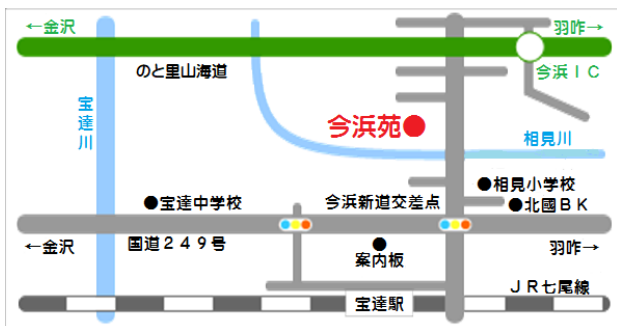 ←金沢
羽咋→
のと里山海道
今浜ＩＣ
宝達川
今浜苑●
相見川
●相見小学校
●宝達中学校
今浜新道交差点
●北國ＢＫ
←金沢
国道２４９号
●
案内板
羽咋→
ＪＲ七尾線
宝達駅